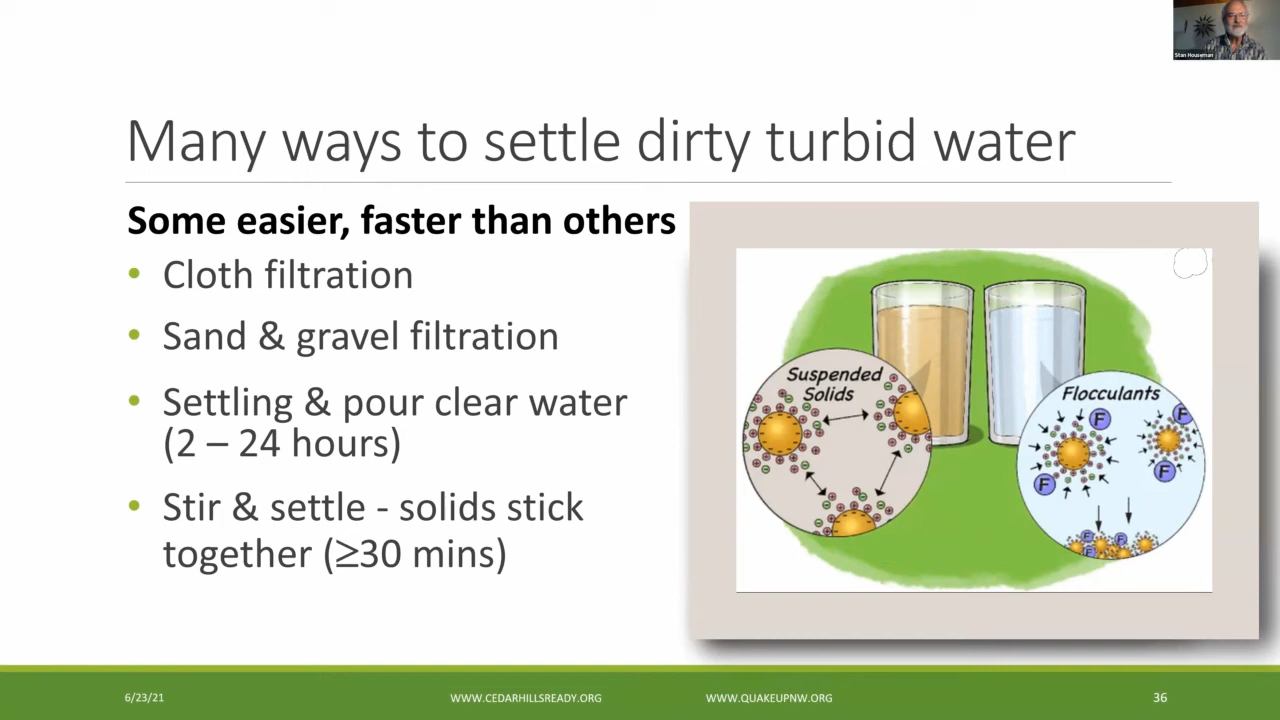 Stan Houseman
Many ways to settle dirty turbid water
Some easier, faster than others
• Cloth filtration
• Sand & gravel filtration
• Settling & pour clear water
(2 – 24 hours)
• Stir & settle - solids stick
together (≥30 mins)
Suspended
Solids
Flocculants
F
F
F
F
F
F
6/23/21
WWW.CEDARHILLSREADY.ORG
WWW.QUAKEUPNW.ORG
36